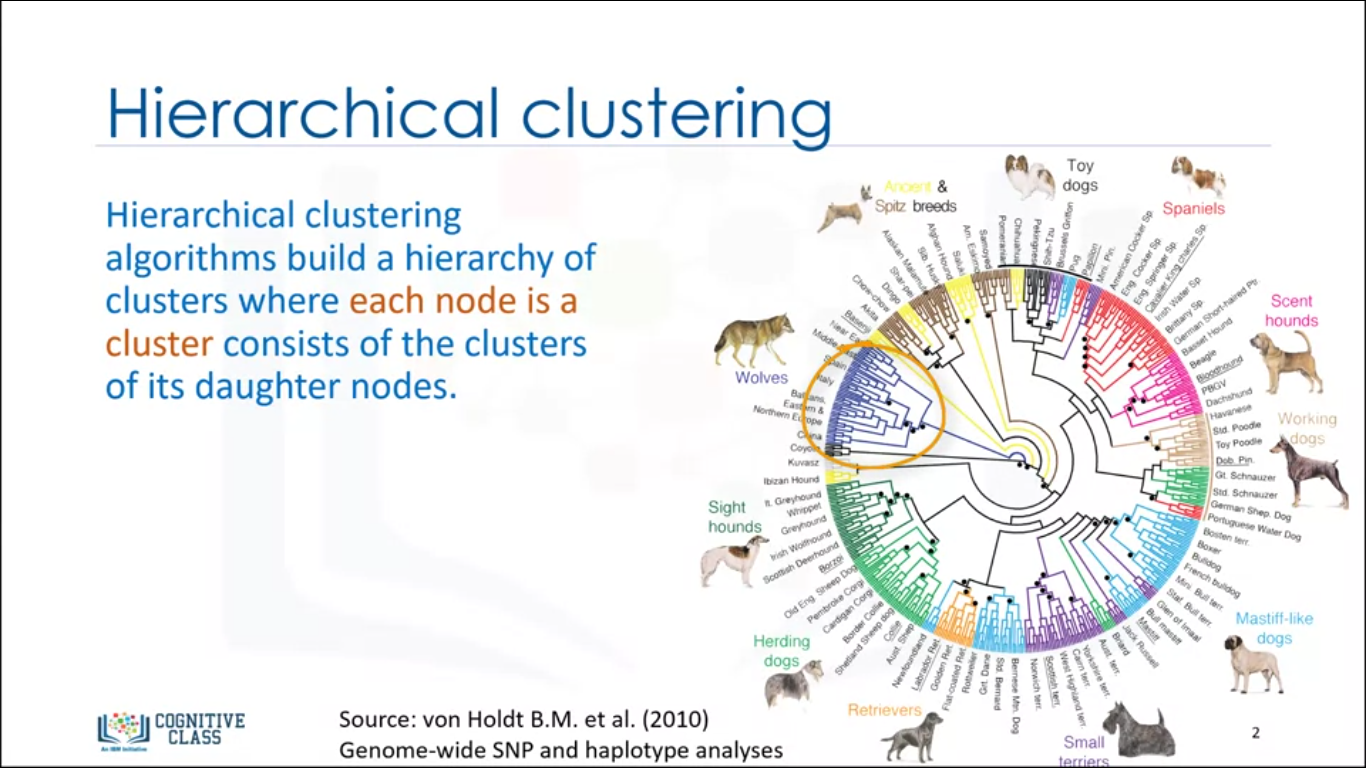 Hierarchical clustering
Hierarchical clustering
algorithms build a hierarchy of
clusters where each node is a
cluster consists of the clusters
of its daughter nodes.
Ancient &
Spitz breeds
Toy
dogs
Spaniels
Scent
hounds
Working
dogs
Mastiff-like
dogs
Small
terriers
Retrievers
Herding
dogs
Sight
hounds
Wolves
Kuvasz
Ibizan Hound
It. Greyhound
Whippet
Greyhound
Irish Wolfhound
Scottish Deerhound
Borzoi
Old Eng. Sheep Dog
Pembroke Corgi
Cardigan Corgi
Border Collie
Shetland Sheep dog
Collie
Aust. Shep
Newfoundland
Labrador Ret.
Golden Ret.
Flat-coated Ret.
Rottweiler
Grt. Dane
Std. Bernard
Bernese Mtn. Dog
Norwich terr.
Scottish terr.
West Highland terr.
Cairn terr.
Yorkshire terr.
Aust. terr.
Briard
Jack Russell
Mastiff
Bull mastiff
Glen of Imaal
Staf. Bull terr.
Mini. Bull terr.
French bulldog
Bulldog
Boxer
Bosten terr.
Portuguese Water Dog
German Shep. Dog
Std. Schnauzer
Gt. Schnauzer
Dob. Pin.
Toy Poodle
Std. Poodle
Havanese
Dachshund
PBGV
Bloodhound
Beagle
Basset Hound
German Short-haired Ptr
Brittany Sp.
Irish Water Sp.
Cavalier King charles Sp.
Eng. Springer Sp.
Eng. Cocker Sp
American Cocker Sp.
Mini. Pin.
Papillon
Pug
Brussels Griffon
Shih-Tzu
Pekingnese
Chihuahua
Pomeranian
Samoyed
Am. Eskimo
Saluki
Afghan Hound
Sib. Husky
Alaskan Malamute
Shar-pei
Dingo
Chow-chow
Akita
Basenji
Near
Middle
Spain
Italy
Balkans,
Eastern &
Northern Europe
China
Coyote
COGNITIVE
CLASS
An IBM Initiative
Source: von Holdt B.M. et al. (2010)
Genome-wide SNP and haplotype analyses
2